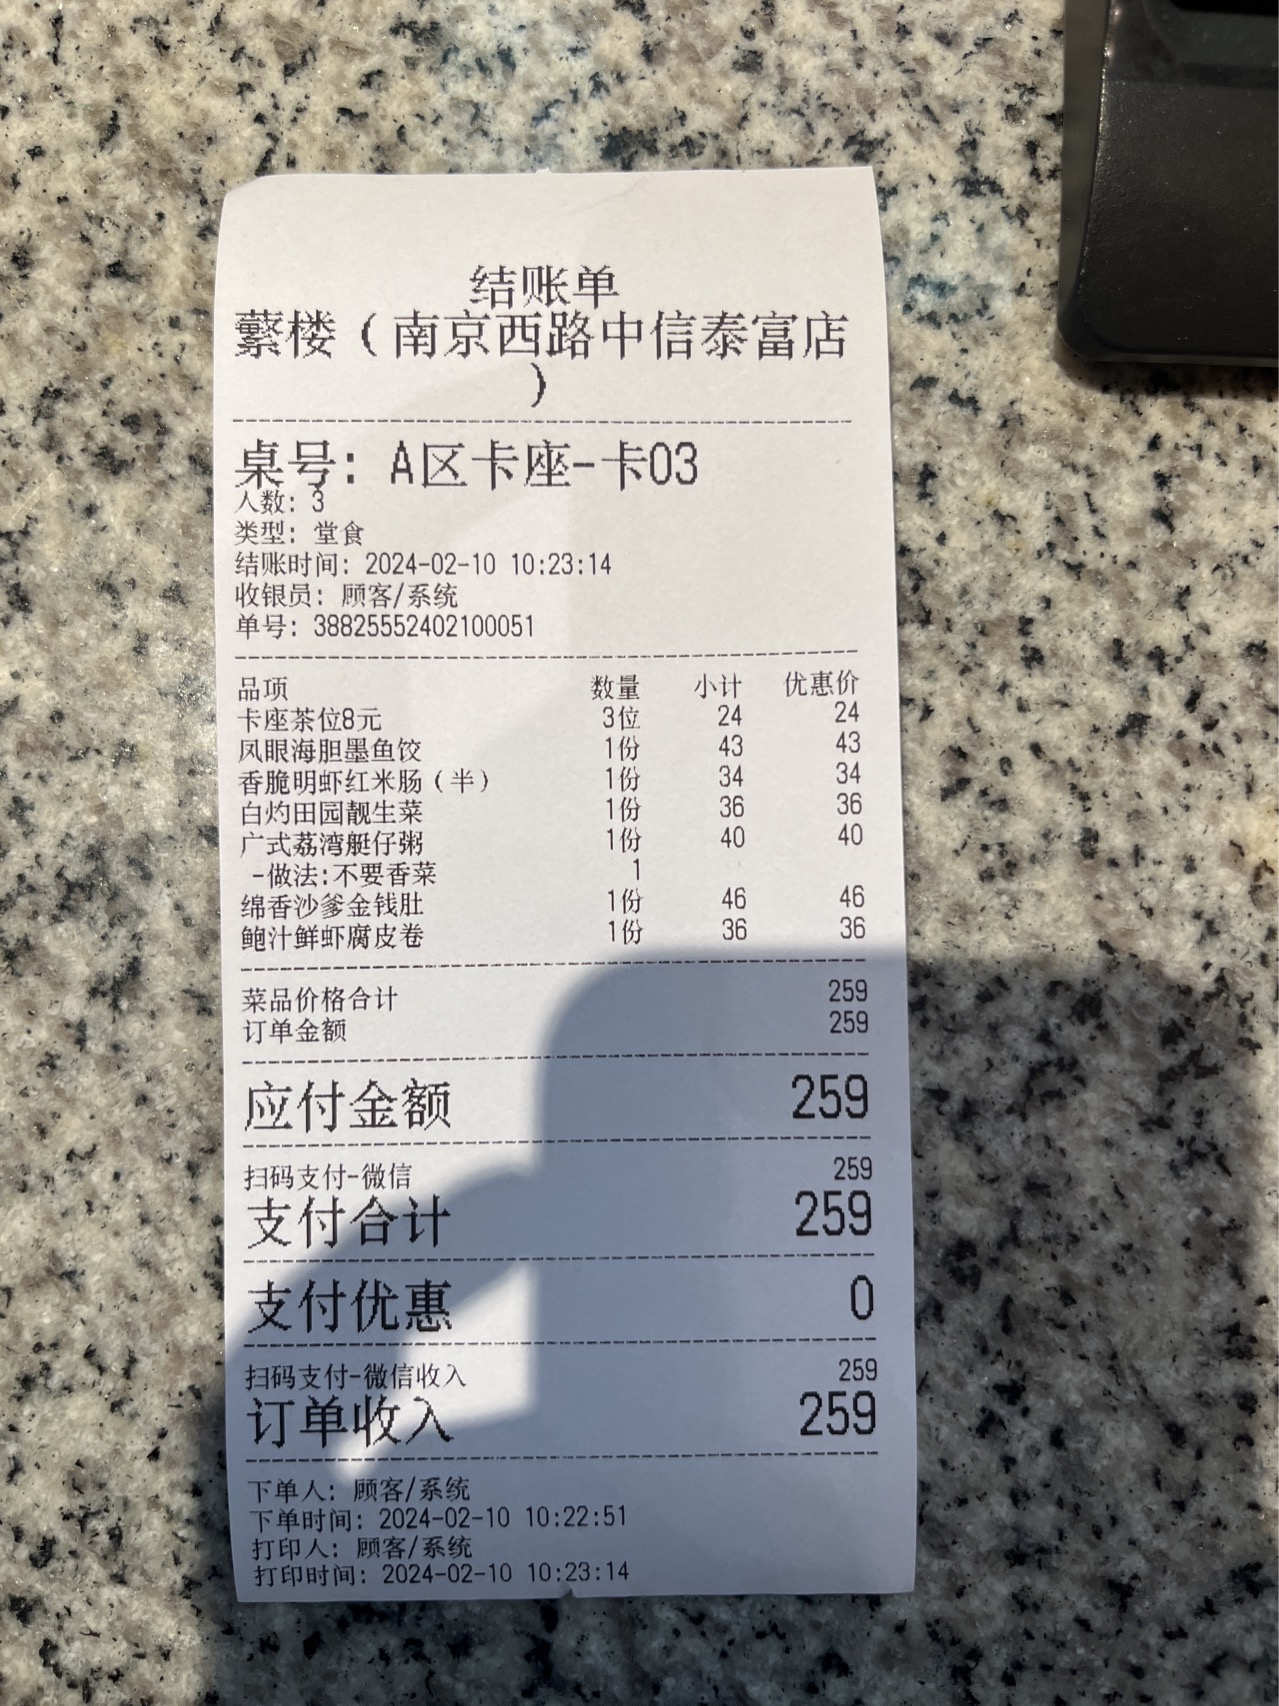 结账单
蘩楼（南京西路中信泰富店
）
桌号：A区卡座-卡03
人数：3
类型：堂食
结账时间：2024-02-10 10:23:14
收银员：顾客/系统
单号：38825552402100051
品项 数量 小计 优惠价
卡座茶位8元 3位 24 24
凤眼海胆墨鱼饺 1份 43 43
香脆明虾红米肠（半） 1份 34 34
白灼田园靓生菜 1份 36 36
广式荔湾艇仔粥 1份 40 40
-做法:不要香菜 1
绵香沙爹金钱肚 1份 46 46
鲍汁鲜虾腐皮卷 1份 36 36
菜品价格合计 259
订单金额 259
应付金额 259
扫码支付-微信 259
支付合计 259
支付优惠 0
扫码支付-微信收入 259
订单收入 259
下单人：顾客/系统
下单时间：2024-02-10 10:22:51
打印人：顾客/系统
打印时间：2024-02-10 10:23:14